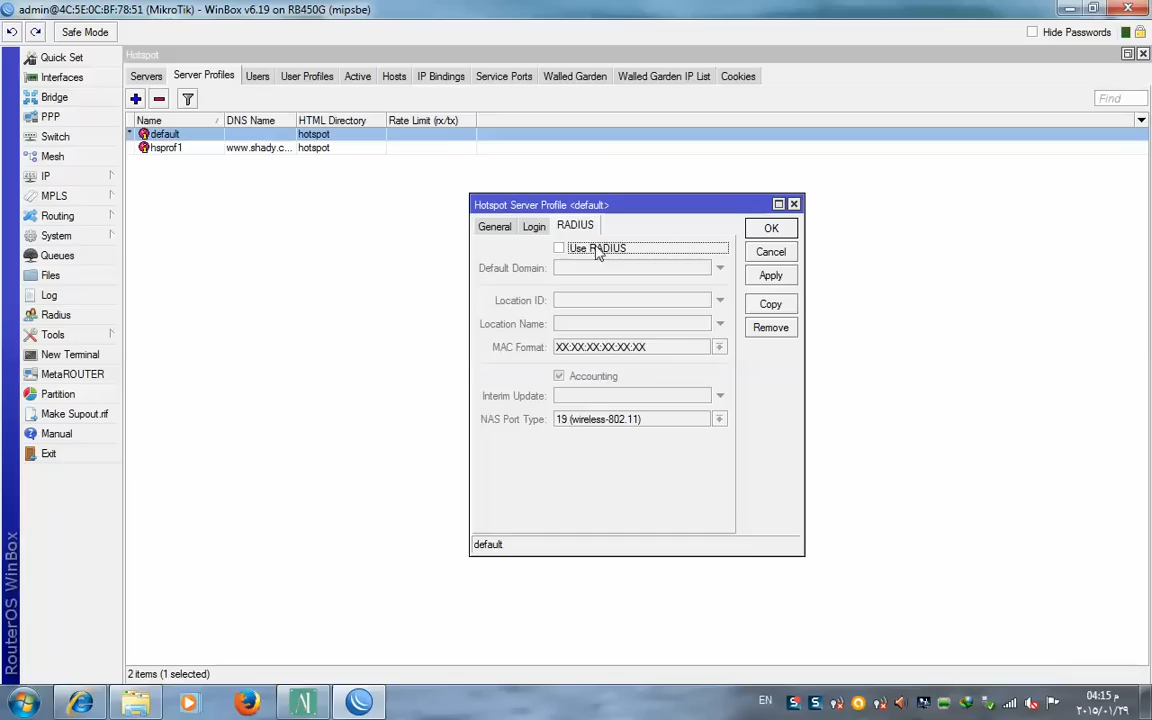 admin@4C:5E:0C:BF:78:51 (MikroTik) - WinBox v6.19 on RB450G (mipsbe)
Safe Mode
Hide Passwords
Quick Set
Interfaces
Bridge
PPP
Switch
Mesh
IP
MPLS
Routing
System
Queues
Files
Log
Radius
Tools
New Terminal
MetaROUTER
Partition
Make Supout.rif
Manual
Exit
RouterOS WinBox
Hotspot
Servers Server Profiles Users User Profiles Active Hosts IP Bindings Service Ports Walled Garden Walled Garden IP List Cookies
Find
Name DNS Name HTML Directory Rate Limit (rx/tx)
* default hotspot
hsprof1 www.shady.c... hotspot
Hotspot Server Profile <default>
General Login RADIUS
Use RADIUS
Default Domain:
Location ID:
Location Name:
MAC Format: XX:XX:XX:XX:XX:XX
Accounting
Interim Update:
NAS Port Type: 19 (wireless-802.11)
OK
Cancel
Apply
Copy
Remove
default
2 items (1 selected)
EN
04:15 م
٢٠١٥/٠١/٢٩